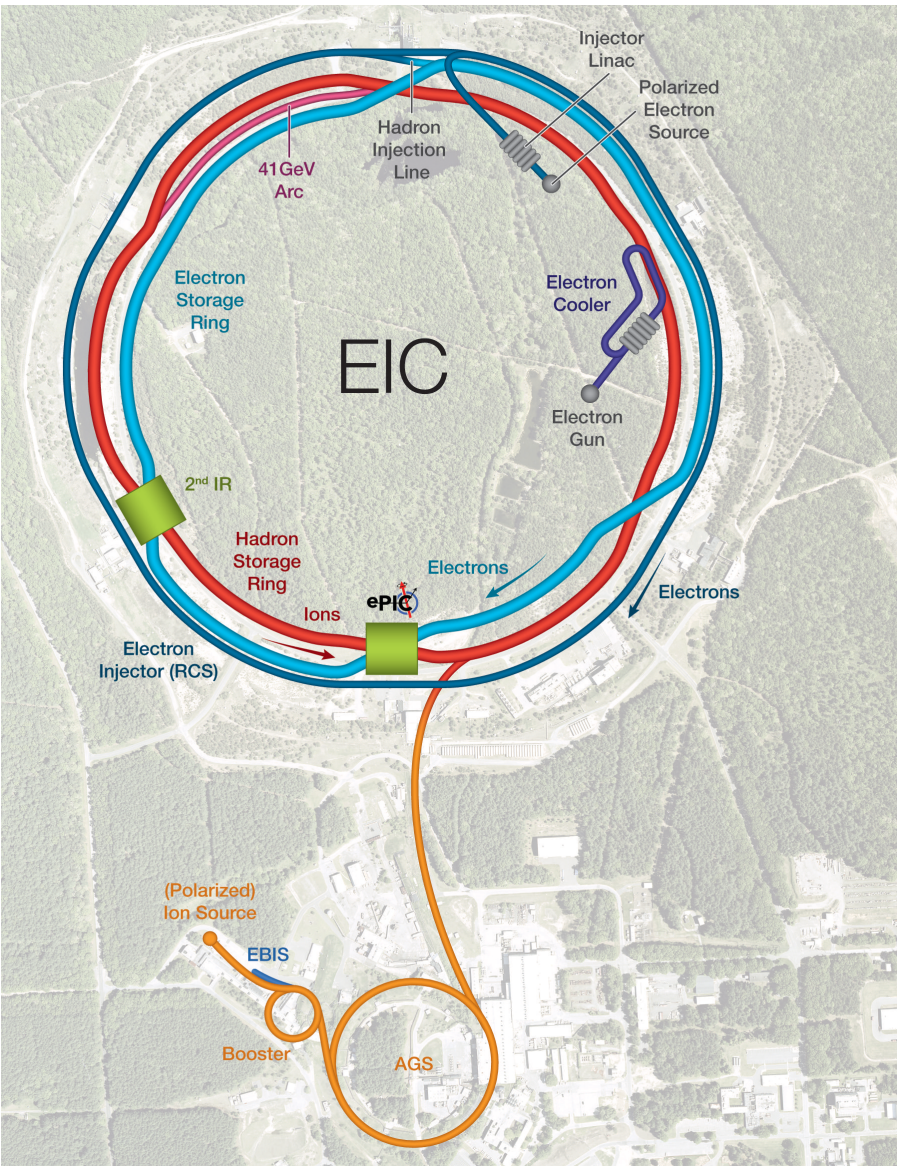 Injector
Linac
Polarized
Electron
Source
Hadron
Injection
Line
41GeV
Arc
Electron
Storage
Ring
Electron
Cooler
EIC
Electron
Gun
2nd IR
Hadron
Storage
Ring
Electrons
Electrons
ePIC
Ions
Electron
Injector (RCS)
(Polarized)
Ion Source
EBIS
Booster
AGS